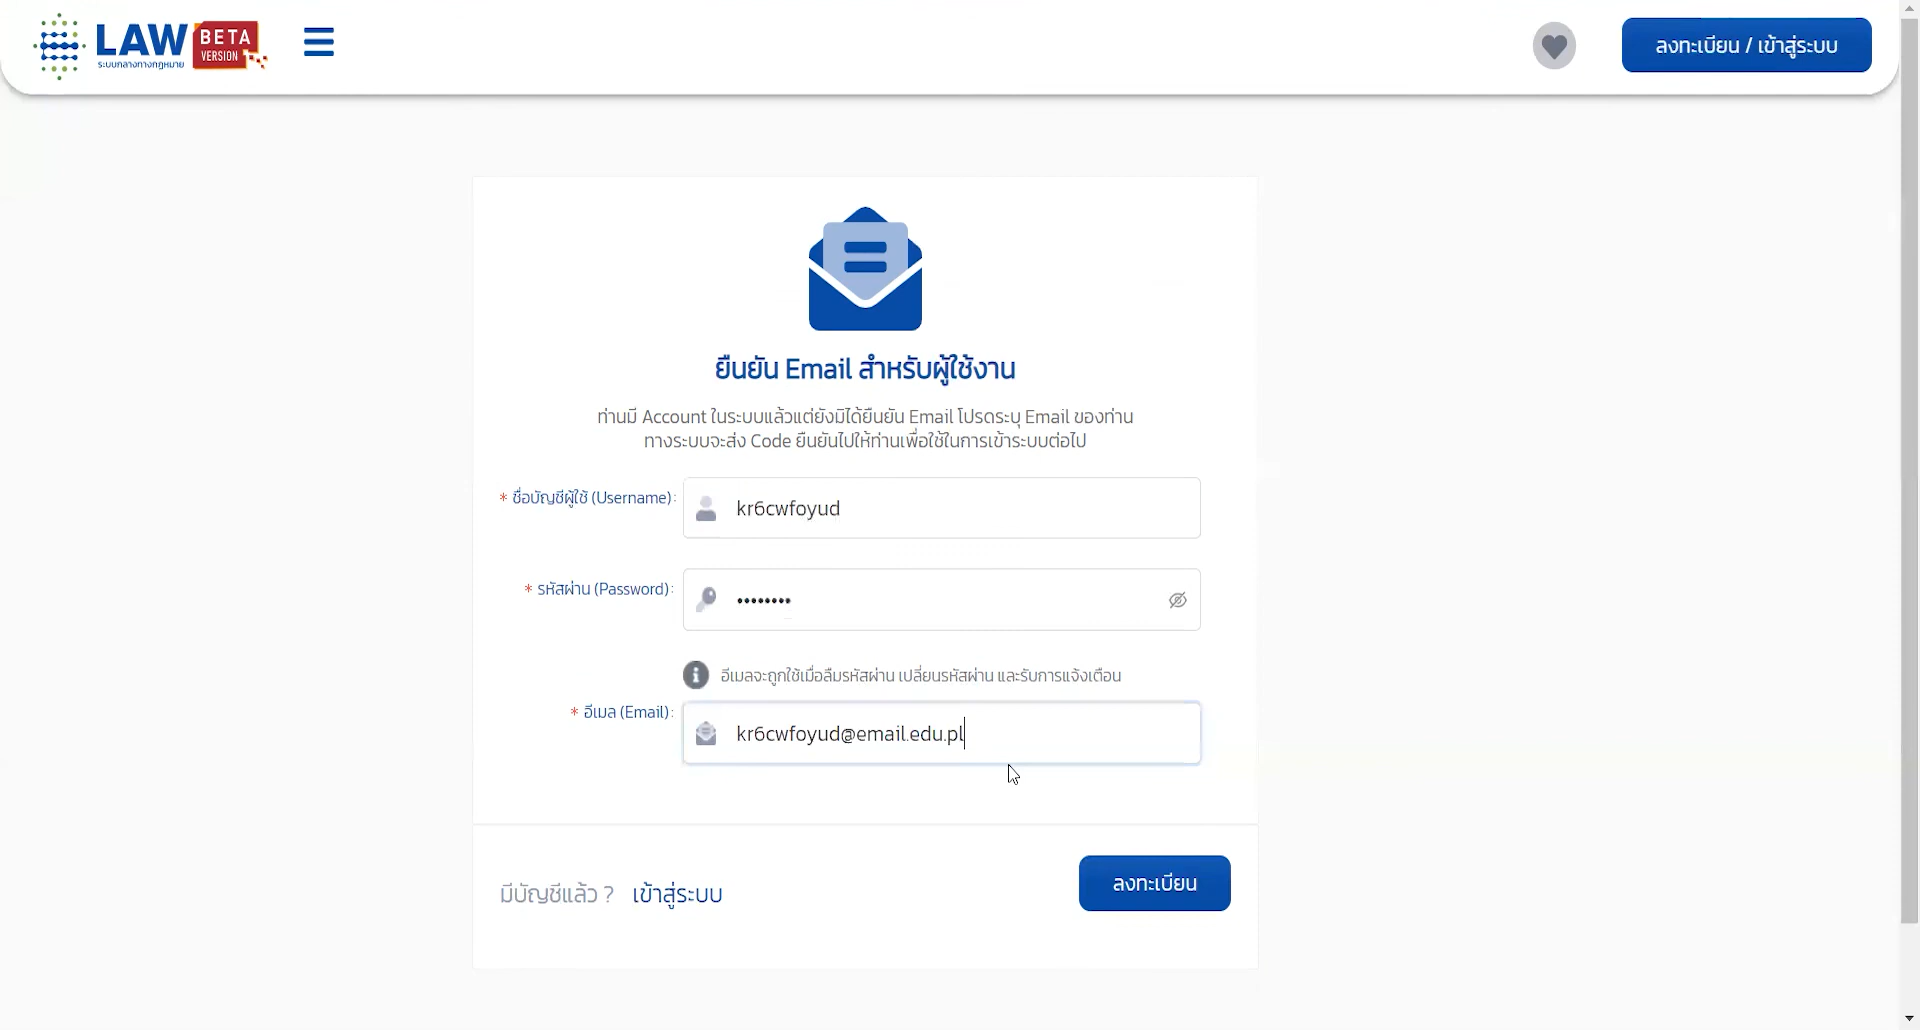 LAW
ระบบกลางทางกฎหมาย
BETA
VERSION
ลงทะเบียน / เข้าสู่ระบบ
ยืนยัน Email สำหรับผู้ใช้งาน
ท่านมี Account ในระบบแล้วแต่ยังมิได้ยืนยัน Email โปรดระบุ Email ของท่าน
ทางระบบจะส่ง Code ยืนยันไปให้ท่านเพื่อใช้ในการเข้าระบบต่อไป
* ชื่อบัญชีผู้ใช้ (Username):
kr6cwfoyud
* รหัสผ่าน (Password):
••••••••
อีเมลจะถูกใช้เมื่อลืมรหัสผ่าน เปลี่ยนรหัสผ่าน และรับการแจ้งเตือน
* อีเมล (Email):
kr6cwfoyud@email.edu.pl
มีบัญชีแล้ว ? เข้าสู่ระบบ
ลงทะเบียน